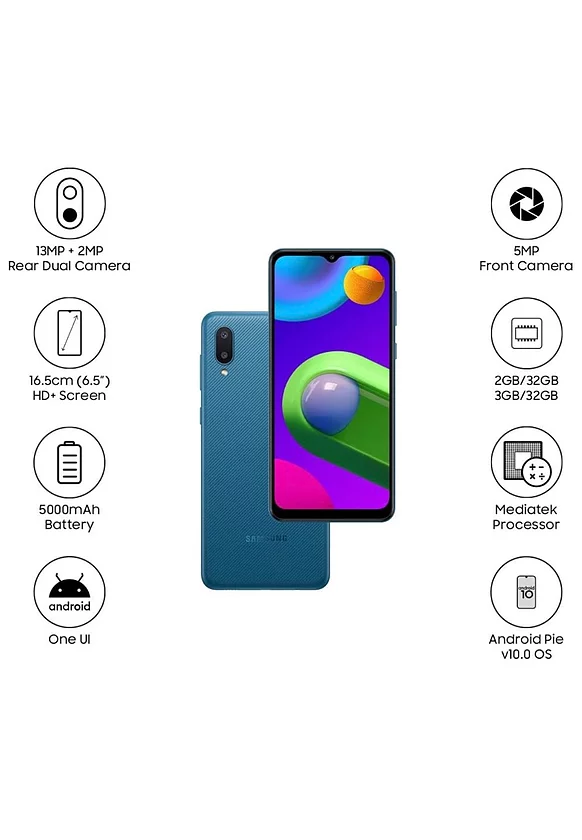 13MP + 2MP
Rear Dual Camera
16.5cm (6.5”)
HD+ Screen
5000mAh
Battery
android
One UI
SAMSUNG
5MP
Front Camera
2GB/32GB
3GB/32GB
Mediatek
Processor
android
10
Android Pie
v10.0 OS